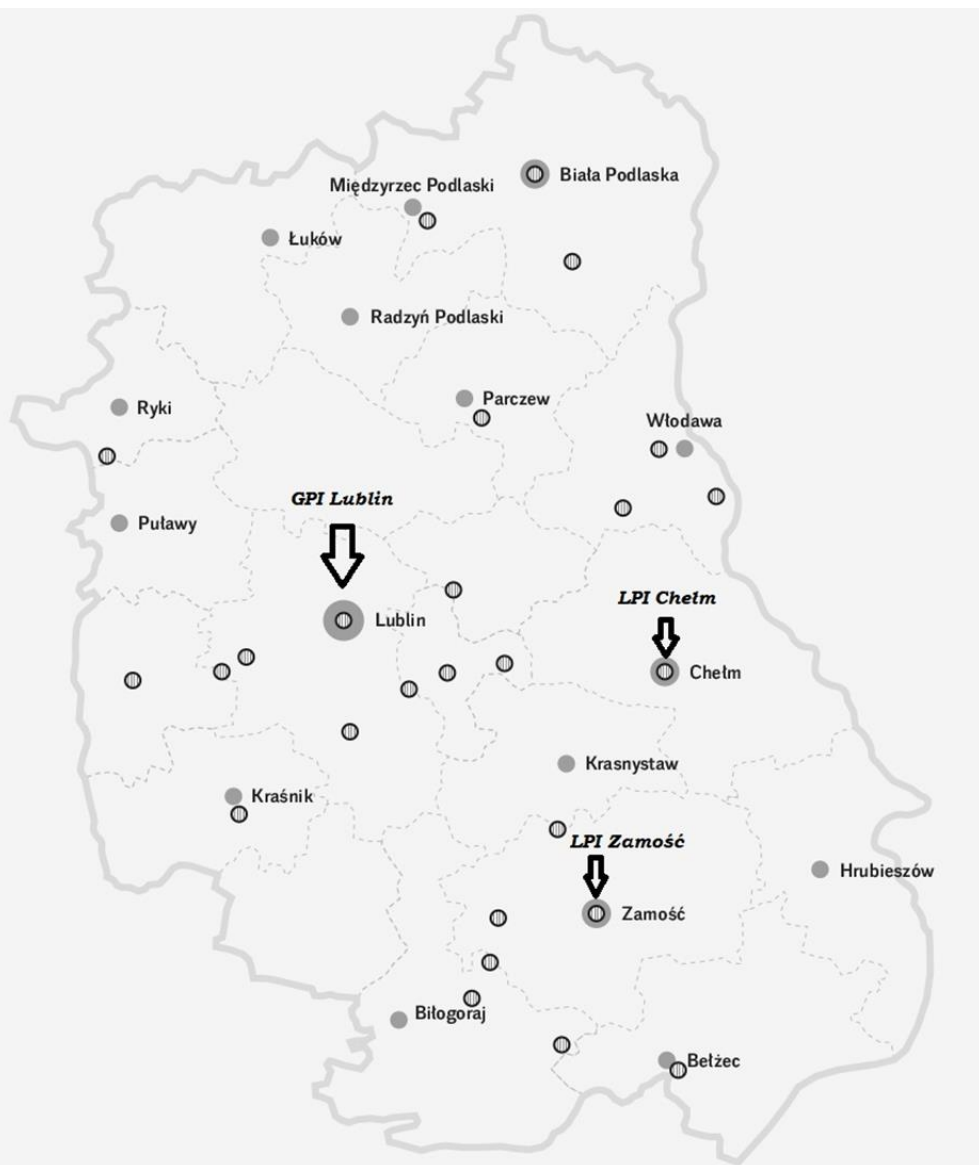 Biała Podlaska
Międzyrzec Podlaski
Łuków
Radzyń Podlaski
Parczew
Ryki
Włodawa
GPI Lublin
Puławy
LPI Chełm
Lublin
Chełm
Krasnystaw
Kraśnik
LPI Zamość
Hrubieszów
Zamość
Biłogoraj
Bełżec